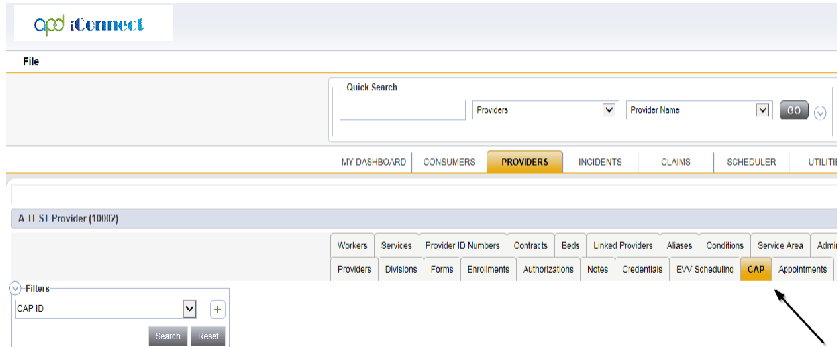 apd iConnect
File
Quick Search
Providers Provider Name GO
MY DASHBOARD CONSUMERS PROVIDERS INCIDENTS CLAIMS SCHEDULER UTILITIE
A TEST Provider (10002)
Workers Services Provider ID Numbers Contracts Beds Linked Providers Aliases Conditions Service Area Admi
Providers Divisions Forms Enrollments Authorizations Notes Credentials EVV Scheduling CAP Appointments
Filters
CAP ID
Search Reset